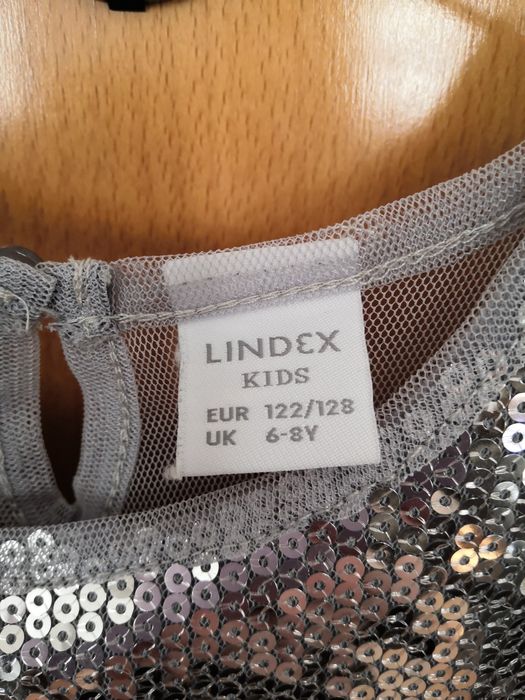 LINDEX
KIDS
EUR 122/128
UK 6-8Y